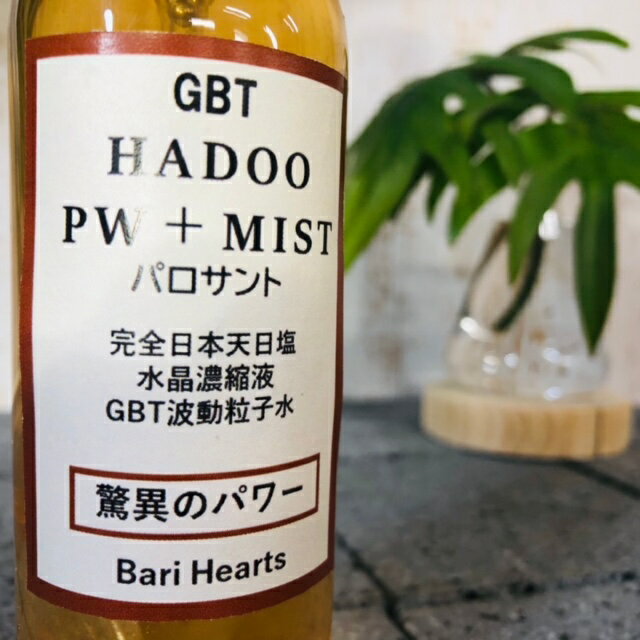 GBT
HADOO
PW + MIST
パロサント
完全日本天日塩
水晶濃縮液
GBT波動粒子水
驚異のパワー
Bari Hearts